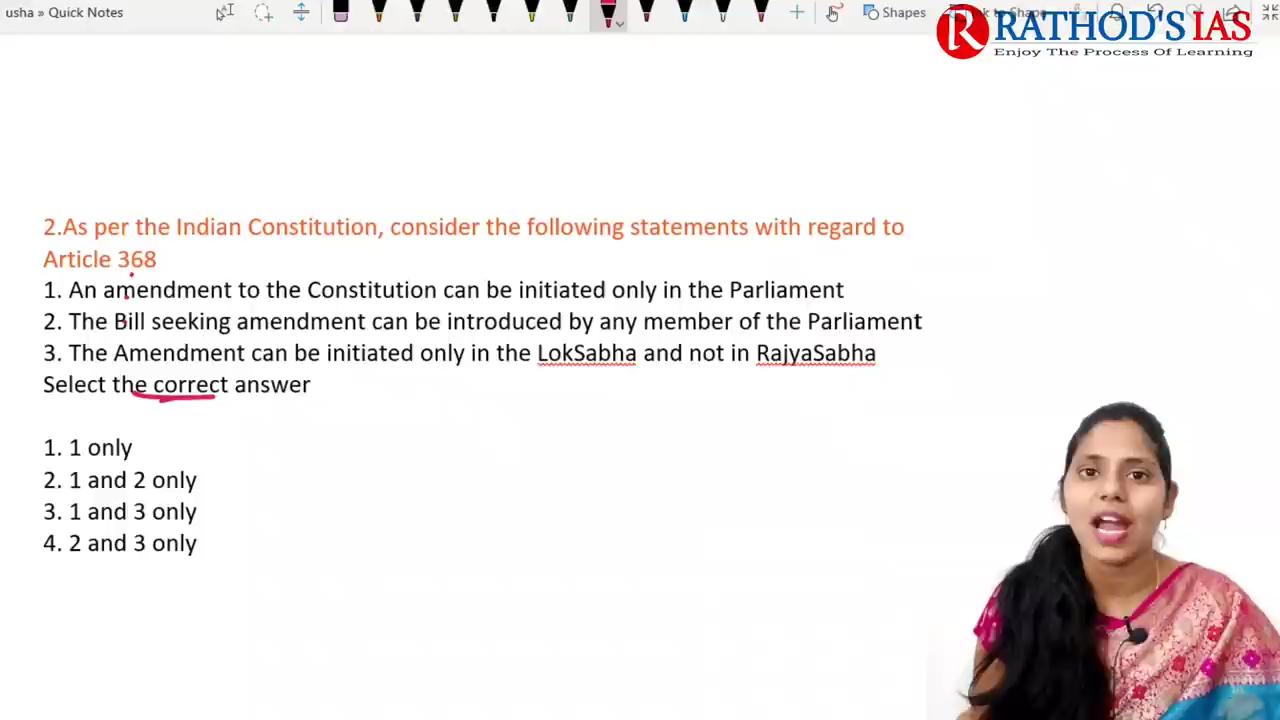 usha » Quick Notes
Shapes
RATHOD'S IAS
Enjoy The Process Of Learning
2.As per the Indian Constitution, consider the following statements with regard to
Article 368
1. An amendment to the Constitution can be initiated only in the Parliament
2. The Bill seeking amendment can be introduced by any member of the Parliament
3. The Amendment can be initiated only in the LokSabha and not in RajyaSabha
Select the correct answer
1. 1 only
2. 1 and 2 only
3. 1 and 3 only
4. 2 and 3 only